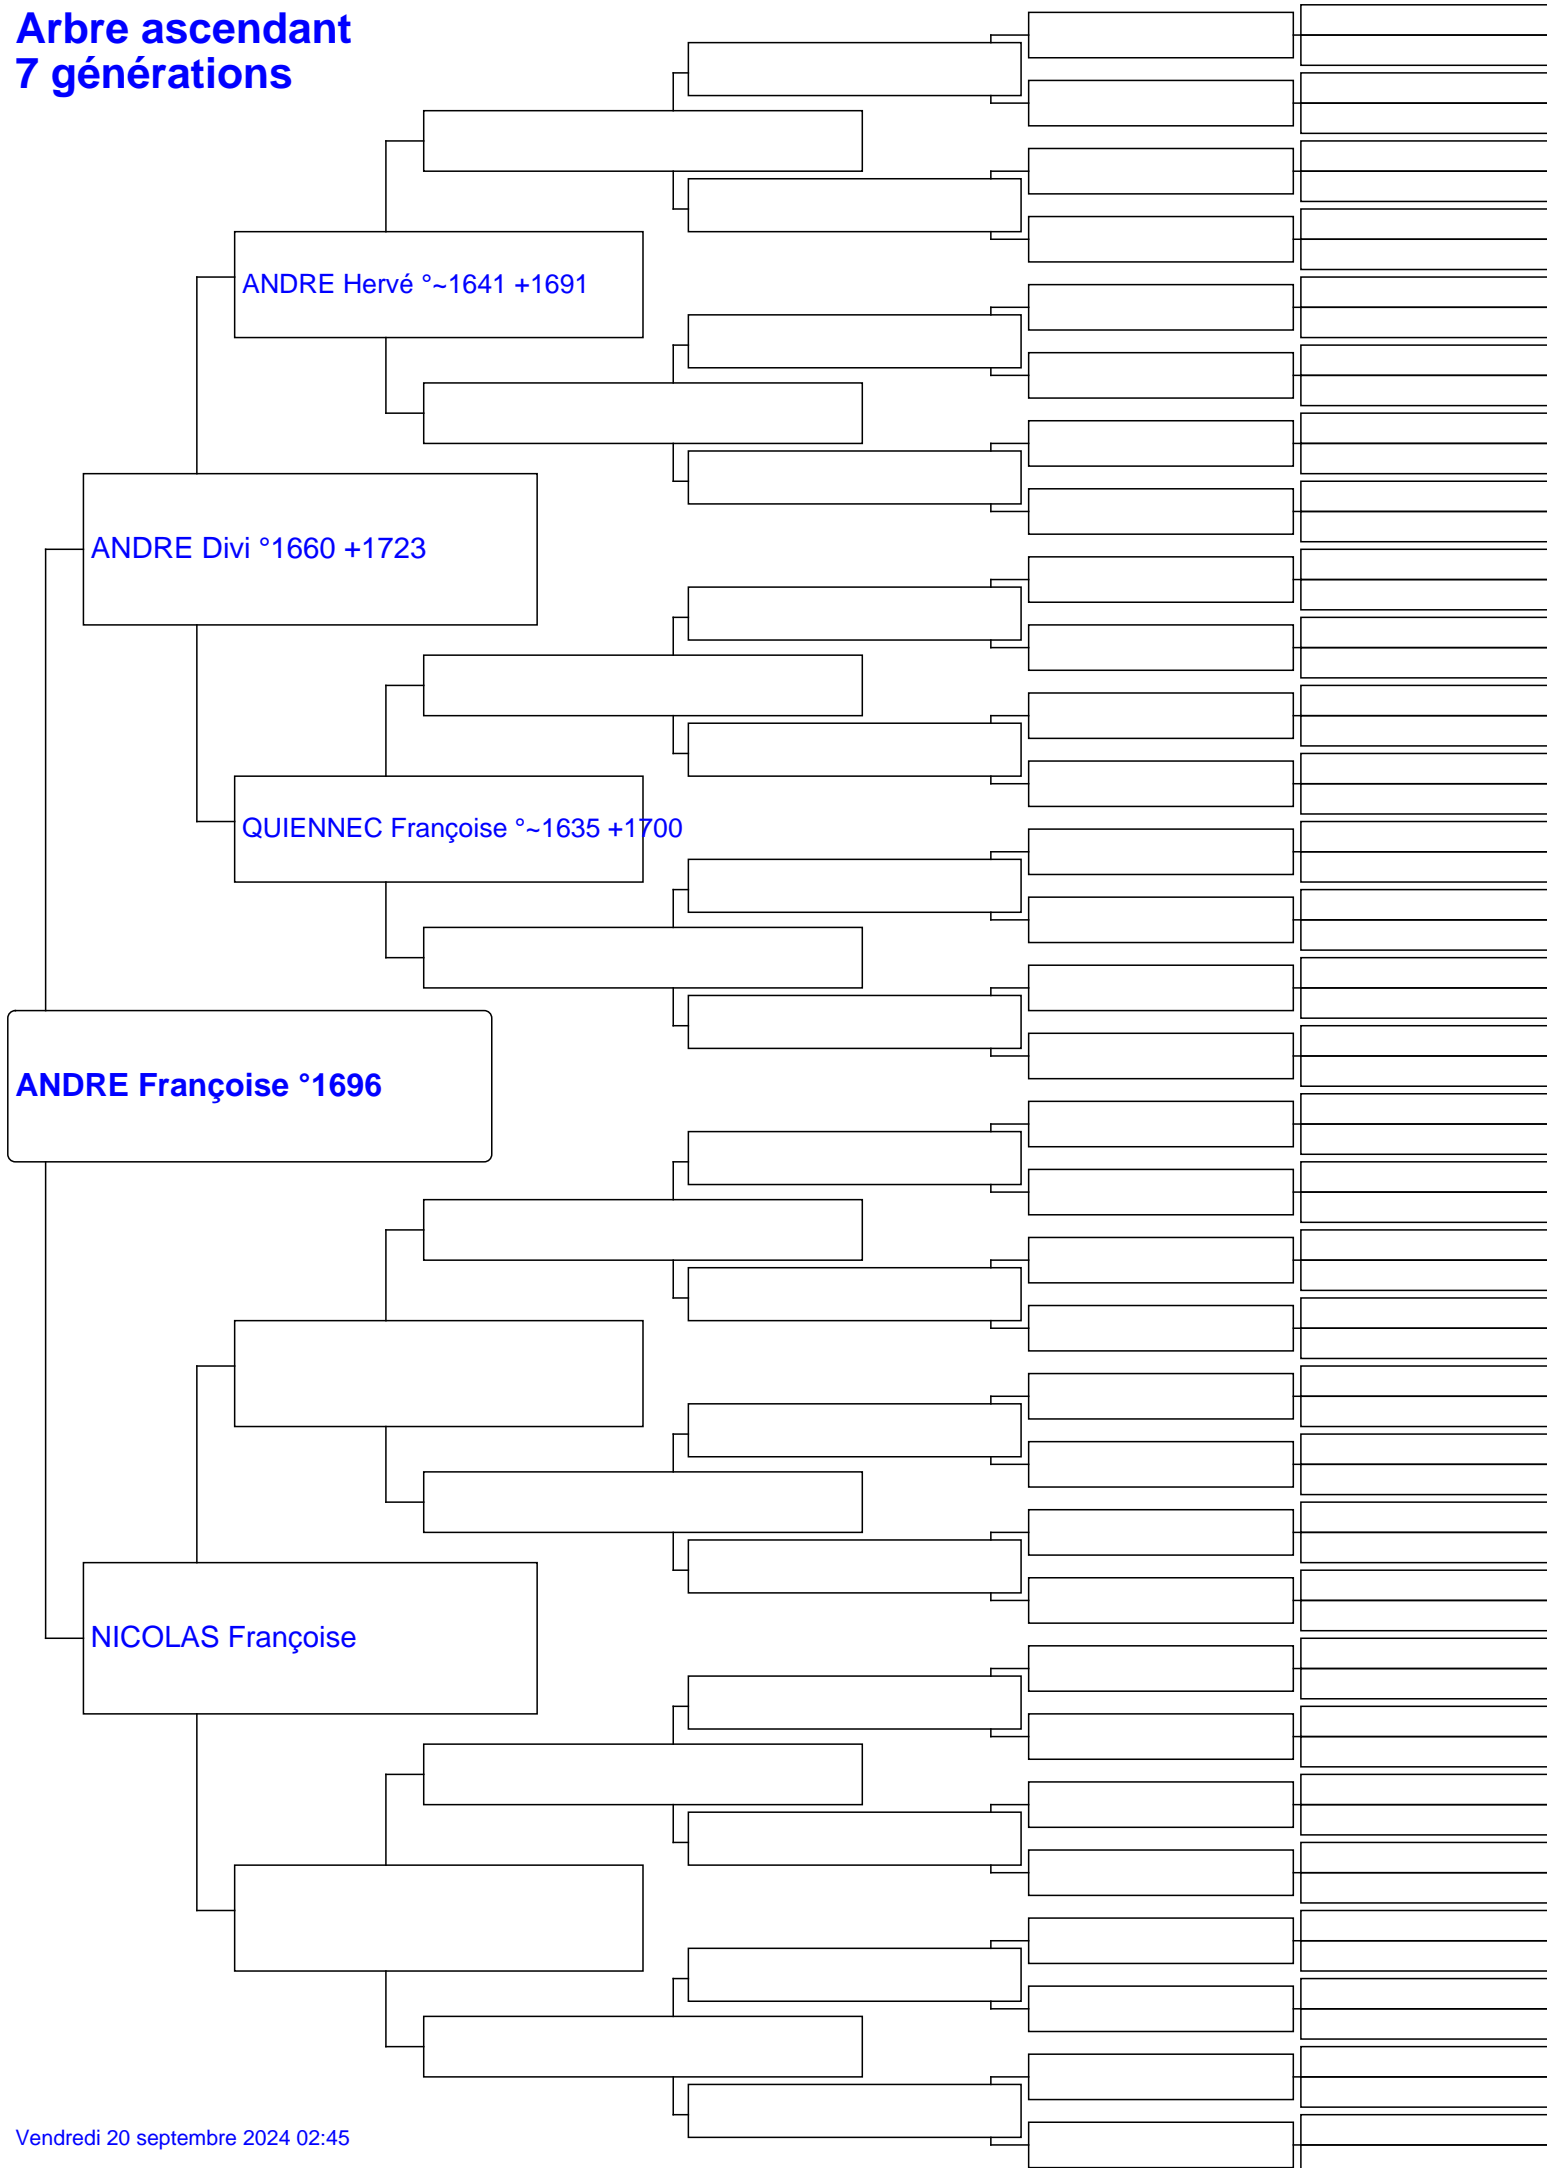 Arbre ascendant
7 générations
ANDRE Hervé °~1641 +1691
ANDRE Divi °1660 +1723
QUIENNEC Françoise °~1635 +1700
ANDRE Françoise °1696
NICOLAS Françoise
Vendredi 20 septembre 2024 02:45